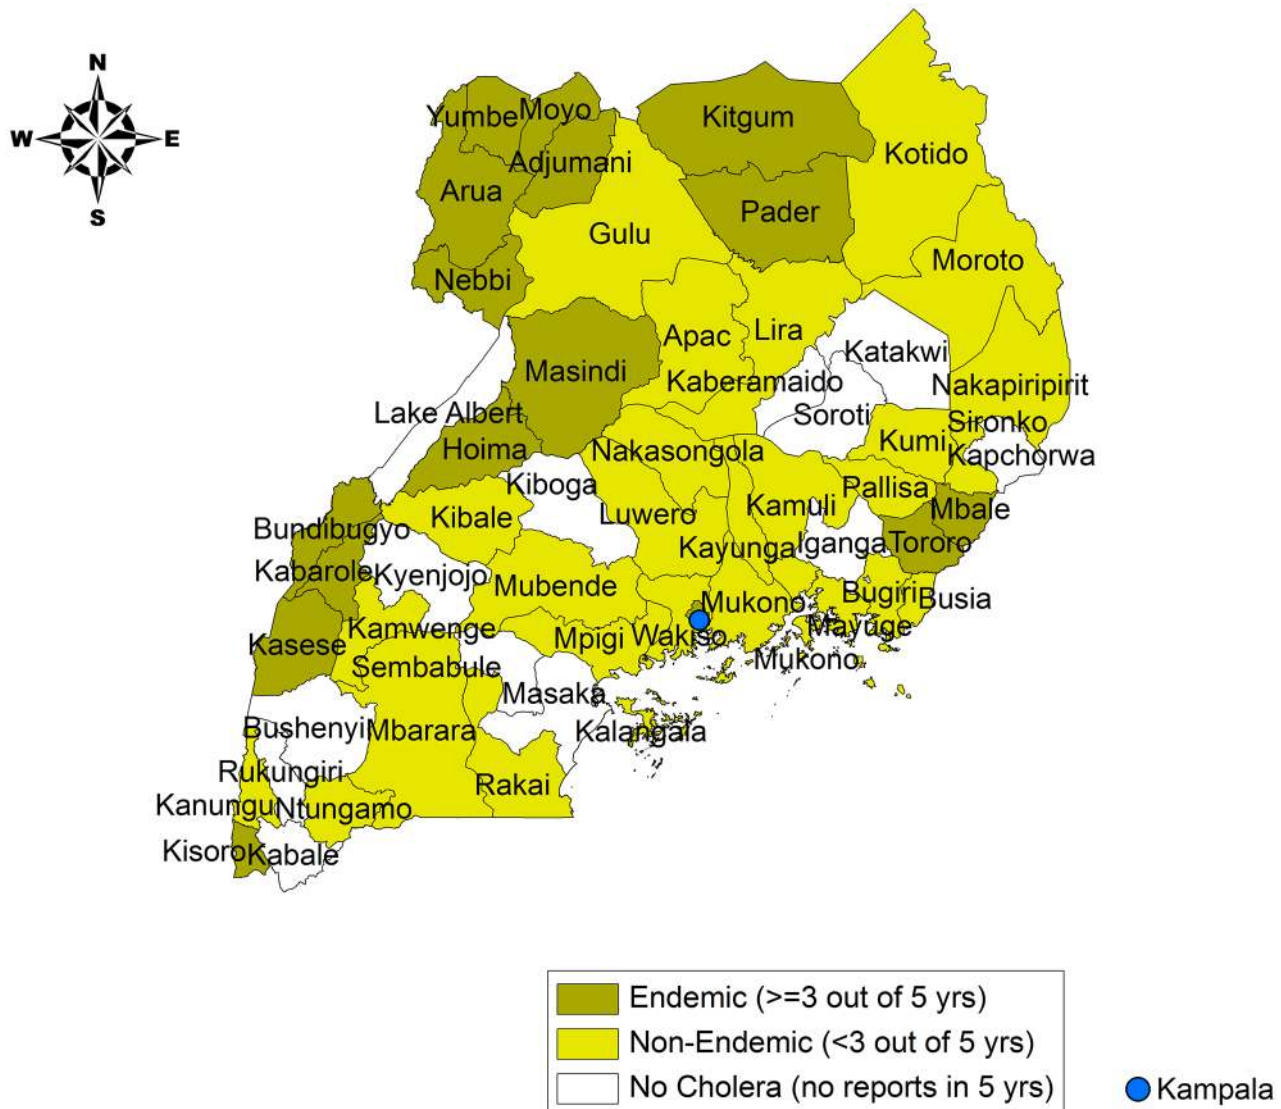 N
W
E
S
Yumbe
Moyo
Kitgum
Kotido
Adjumani
Arua
Pader
Gulu
Moroto
Nebbi
Apac
Lira
Katakwi
Masindi
Kaberamaido
Nakapiripirit
Lake Albert
Soroti
Sironko
Hoima
Nakasongola
Kumi
Kapchorwa
Kiboga
Pallisa
Kamuli
Mbale
Bundibugyo
Kibale
Luwero
Kayunga
Iganga
Tororo
Kabarole
Kyenjojo
Mubende
Mukono
Bugiri
Busia
Kamwenge
Mpigi
Wakiso
Mayuge
Kasese
Sembabule
Mukono
Masaka
Bushenyi
Mbarara
Kalangala
Rukungiri
Rakai
Kanungu
Ntungamo
Kisoro
Kabale
Endemic (>=3 out of 5 yrs)
Non-Endemic (<3 out of 5 yrs)
No Cholera (no reports in 5 yrs)
Kampala